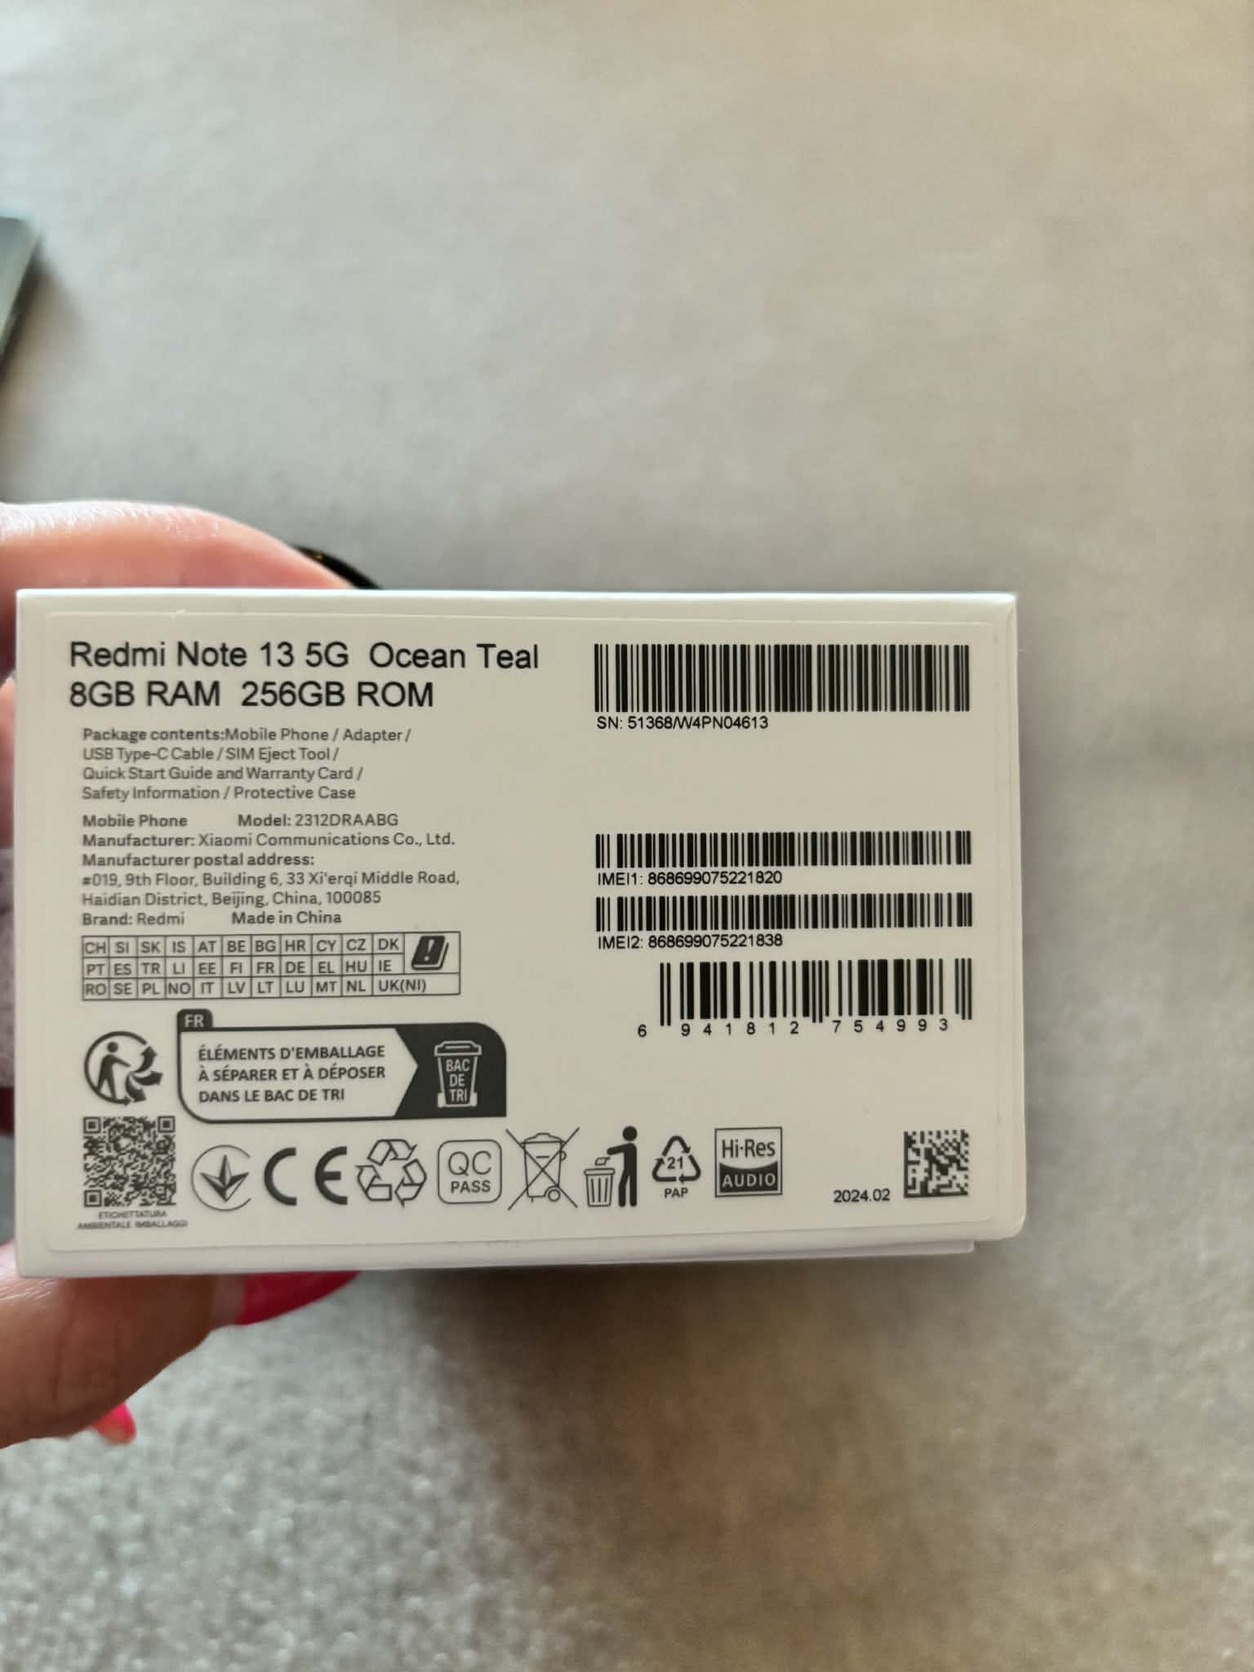 Redmi Note 13 5G Ocean Teal
8GB RAM 256GB ROM
Package contents:Mobile Phone / Adapter /
USB Type-C Cable / SIM Eject Tool /
Quick Start Guide and Warranty Card /
Safety Information / Protective Case
Mobile Phone Model: 2312DRAABG
Manufacturer: Xiaomi Communications Co., Ltd.
Manufacturer postal address:
#019, 9th Floor, Building 6, 33 Xi'erqi Middle Road,
Haidian District, Beijing, China, 100085
Brand: Redmi Made in China
CH SI SK IS AT BE BG HR CY CZ DK
PT ES TR LI EE FI FR DE EL HU IE
RO SE PL NO IT LV LT LU MT NL UK(NI)
FR
ÉLÉMENTS D'EMBALLAGE
À SÉPARER ET À DÉPOSER
DANS LE BAC DE TRI
BAC
DE
TRI
ETICHETTATURA
AMBIENTALE IMBALLAGGI
CE
QC
PASS
21
PAP
Hi-Res
AUDIO
SN: 51368/W4PN04613
IMEI1: 868699075221820
IMEI2: 868699075221838
6 941812 754993
2024.02